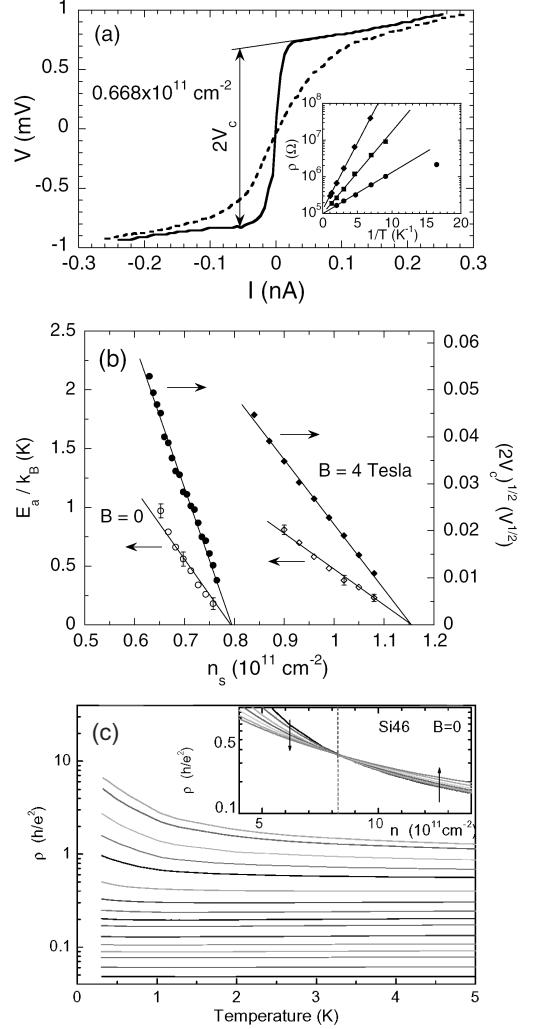 (a)
1
0.5
0
-0.5
-1
V (mV)
0.668x10¹¹ cm⁻²
2V꜀
-0.3 -0.2 -0.1 0 0.1 0.2 0.3
I (nA)
ρ (Ω)
10⁸
10⁷
10⁶
10⁵
0 5 10 15 20
1/T (K⁻¹)
(b)
2.5
2
1.5
1
0.5
0
Eₐ / k_B (K)
0.06
0.05
0.04
0.03
0.02
0.01
0
(2V꜀)^1/2 (V^1/2)
B = 4 Tesla
B = 0
0.5 0.6 0.7 0.8 0.9 1 1.1 1.2
nₛ (10¹¹ cm⁻²)
(c)
10
1
0.1
ρ (h/e²)
Si46 B=0
ρ (h/e²)
0.5
0.1
5 10
n (10¹¹cm⁻²)
0 1 2 3 4 5
Temperature (K)